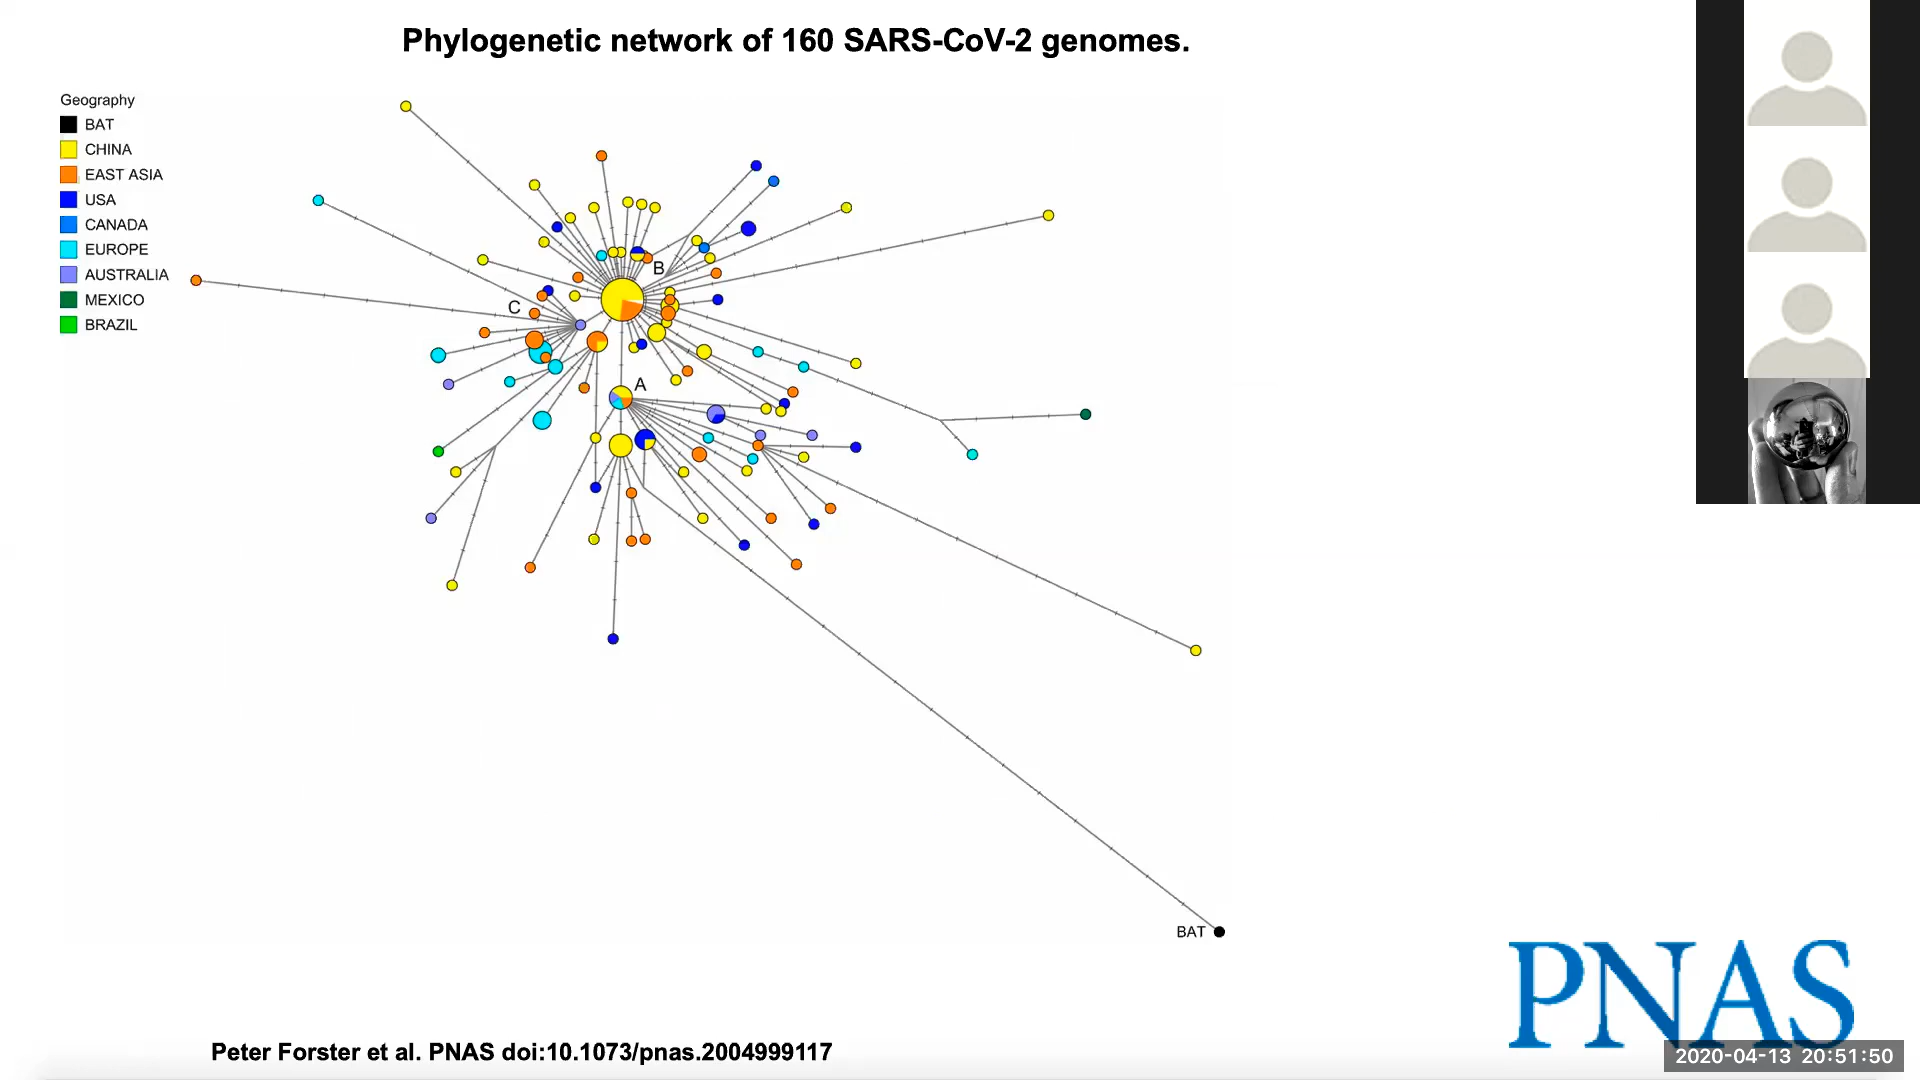 Phylogenetic network of 160 SARS-CoV-2 genomes.
Geography
BAT
CHINA
EAST ASIA
USA
CANADA
EUROPE
AUSTRALIA
MEXICO
BRAZIL
B
C
A
BAT
PNAS
Peter Forster et al. PNAS doi:10.1073/pnas.2004999117
2020-04-13 20:51:50